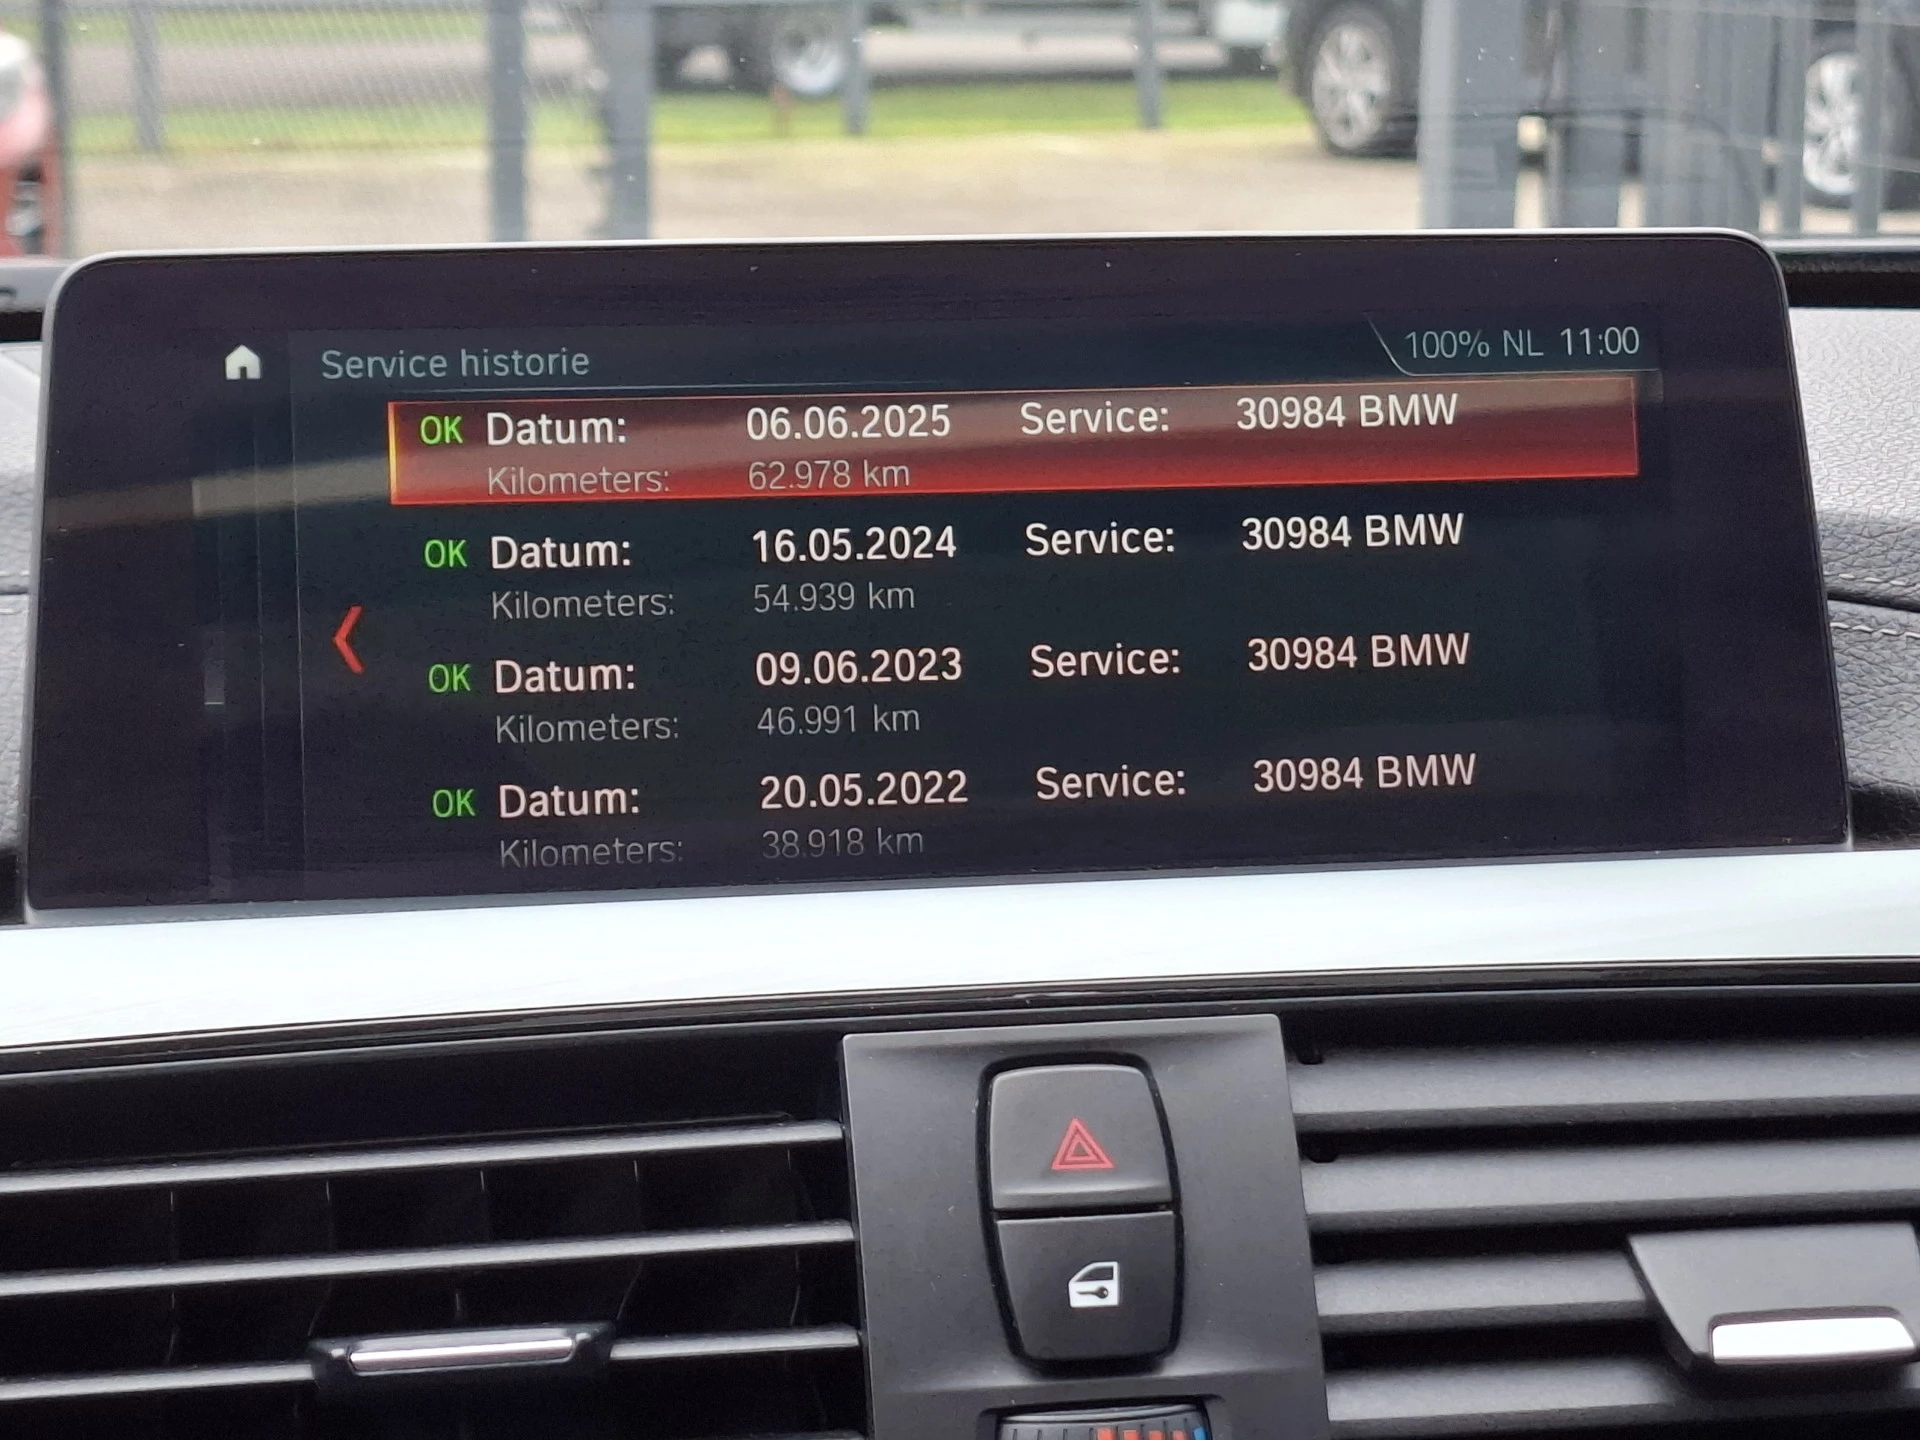 Service historie 100% NL 11:00
OK Datum: 06.06.2025 Service: 30984 BMW
Kilometers: 62.978 km
OK Datum: 16.05.2024 Service: 30984 BMW
Kilometers: 54.939 km
OK Datum: 09.06.2023 Service: 30984 BMW
Kilometers: 46.991 km
OK Datum: 20.05.2022 Service: 30984 BMW
Kilometers: 38.918 km